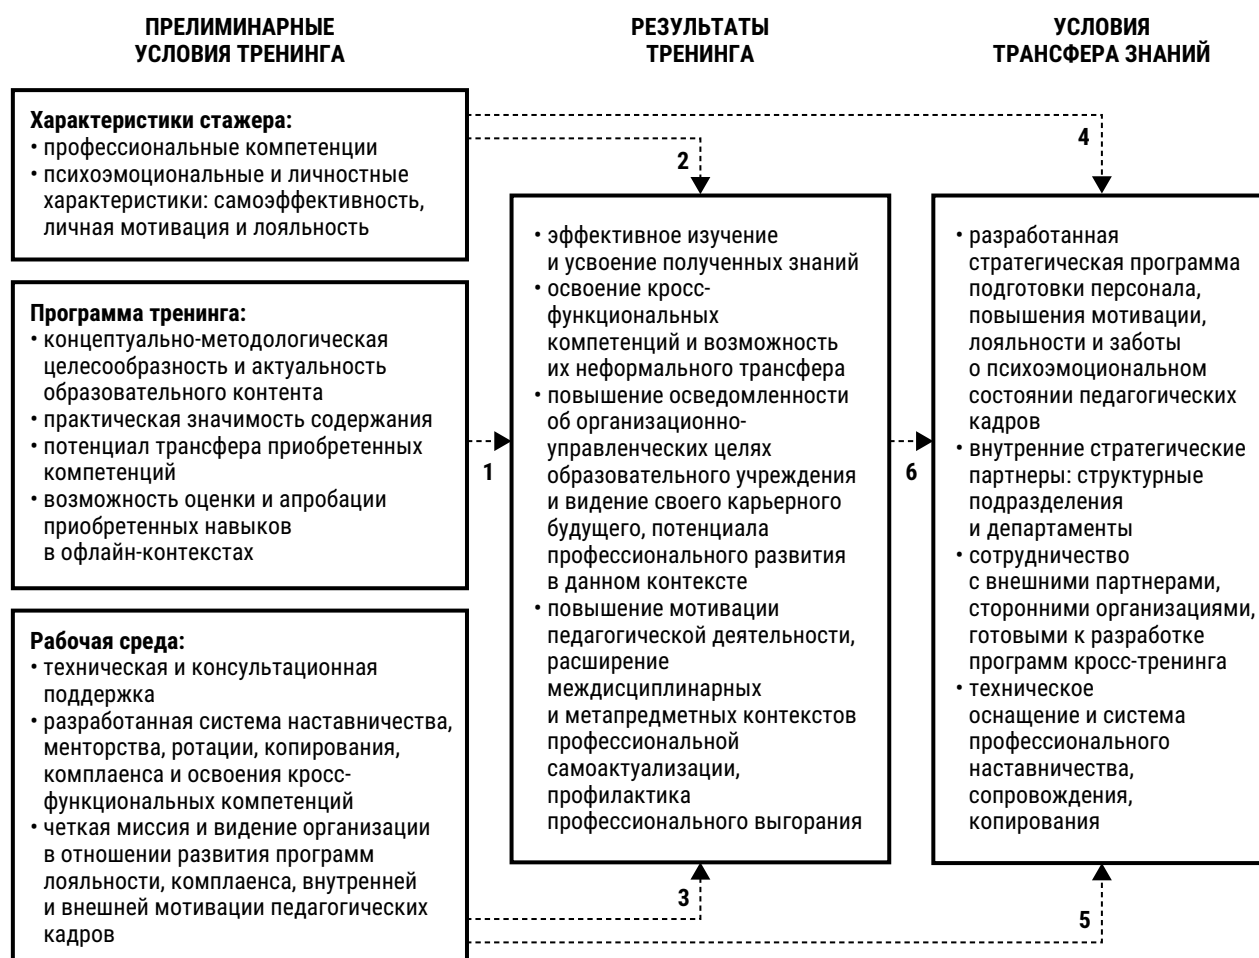 ПРЕЛИМИНАРНЫЕ
УСЛОВИЯ ТРЕНИНГА
РЕЗУЛЬТАТЫ
ТРЕНИНГА
УСЛОВИЯ
ТРАНСФЕРА ЗНАНИЙ
Характеристики стажера:
• профессиональные компетенции
• психоэмоциональные и личностные
характеристики: самоэффективность,
личная мотивация и лояльность
Программа тренинга:
• концептуально-методологическая
целесообразность и актуальность
образовательного контента
• практическая значимость содержания
• потенциал трансфера приобретенных
компетенций
• возможность оценки и апробации
приобретенных навыков
в офлайн-контекстах
Рабочая среда:
• техническая и консультационная
поддержка
• разработанная система наставничества,
менторства, ротации, копирования,
комплаенса и освоения кросс-
функциональных компетенций
• четкая миссия и видение организации
в отношении развития программ
лояльности, комплаенса, внутренней
и внешней мотивации педагогических
кадров
1
2
3
• эффективное изучение
и усвоение полученных знаний
• освоение кросс-
функциональных
компетенций и возможность
их неформального трансфера
• повышение осведомленности
об организационно-
управленческих целях
образовательного учреждения
и видение своего карьерного
будущего, потенциала
профессионального развития
в данном контексте
• повышение мотивации
педагогической деятельности,
расширение
междисциплинарных
и метапредметных контекстов
профессиональной
самоактуализации,
профилактика
профессионального выгорания
4
5
6
• разработанная
стратегическая программа
подготовки персонала,
повышения мотивации,
лояльности и заботы
о психоэмоциональном
состоянии педагогических
кадров
• внутренние стратегические
партнеры: структурные
подразделения
и департаменты
• сотрудничество
с внешними партнерами,
сторонними организациями,
готовыми к разработке
программ кросс-тренинга
• техническое
оснащение и система
профессионального
наставничества,
сопровождения,
копирования